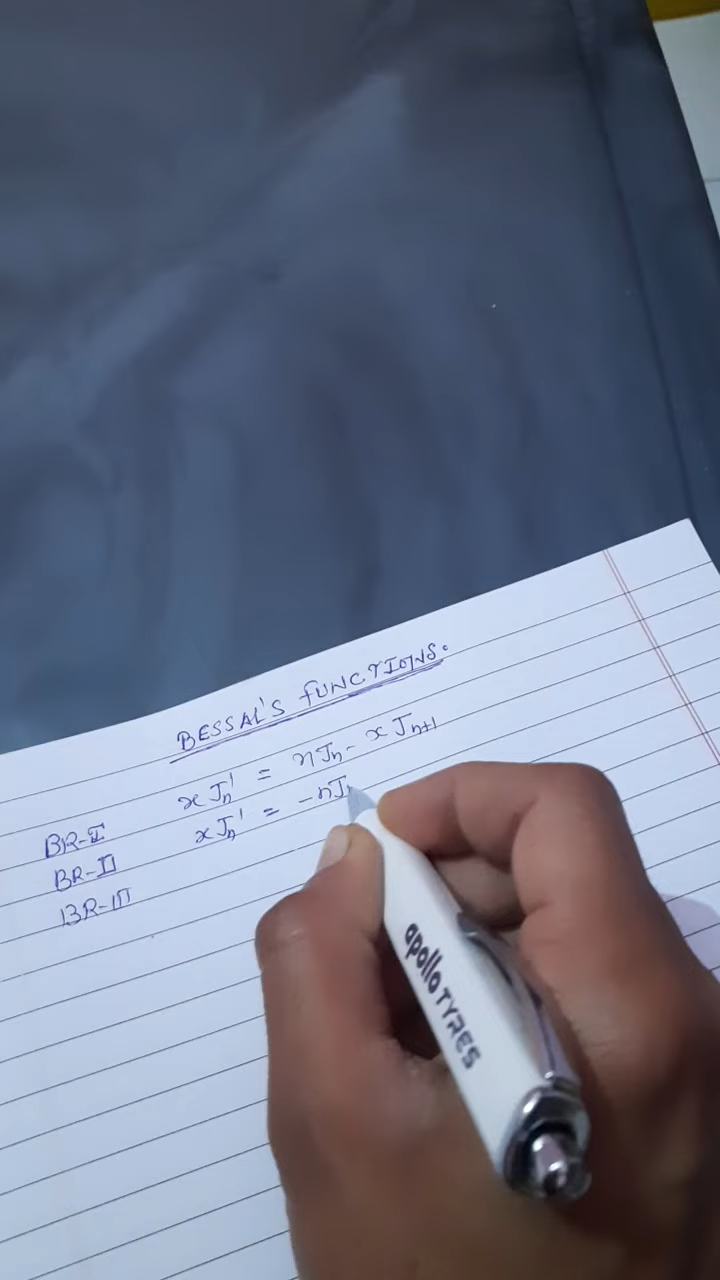 BESSAL'S FUNCTIONS.
BR-I xJₙ' = nJₙ - xJₙ₊₁
BR-II xJₙ' = -nJₙ
BR-III
apollo TYRES